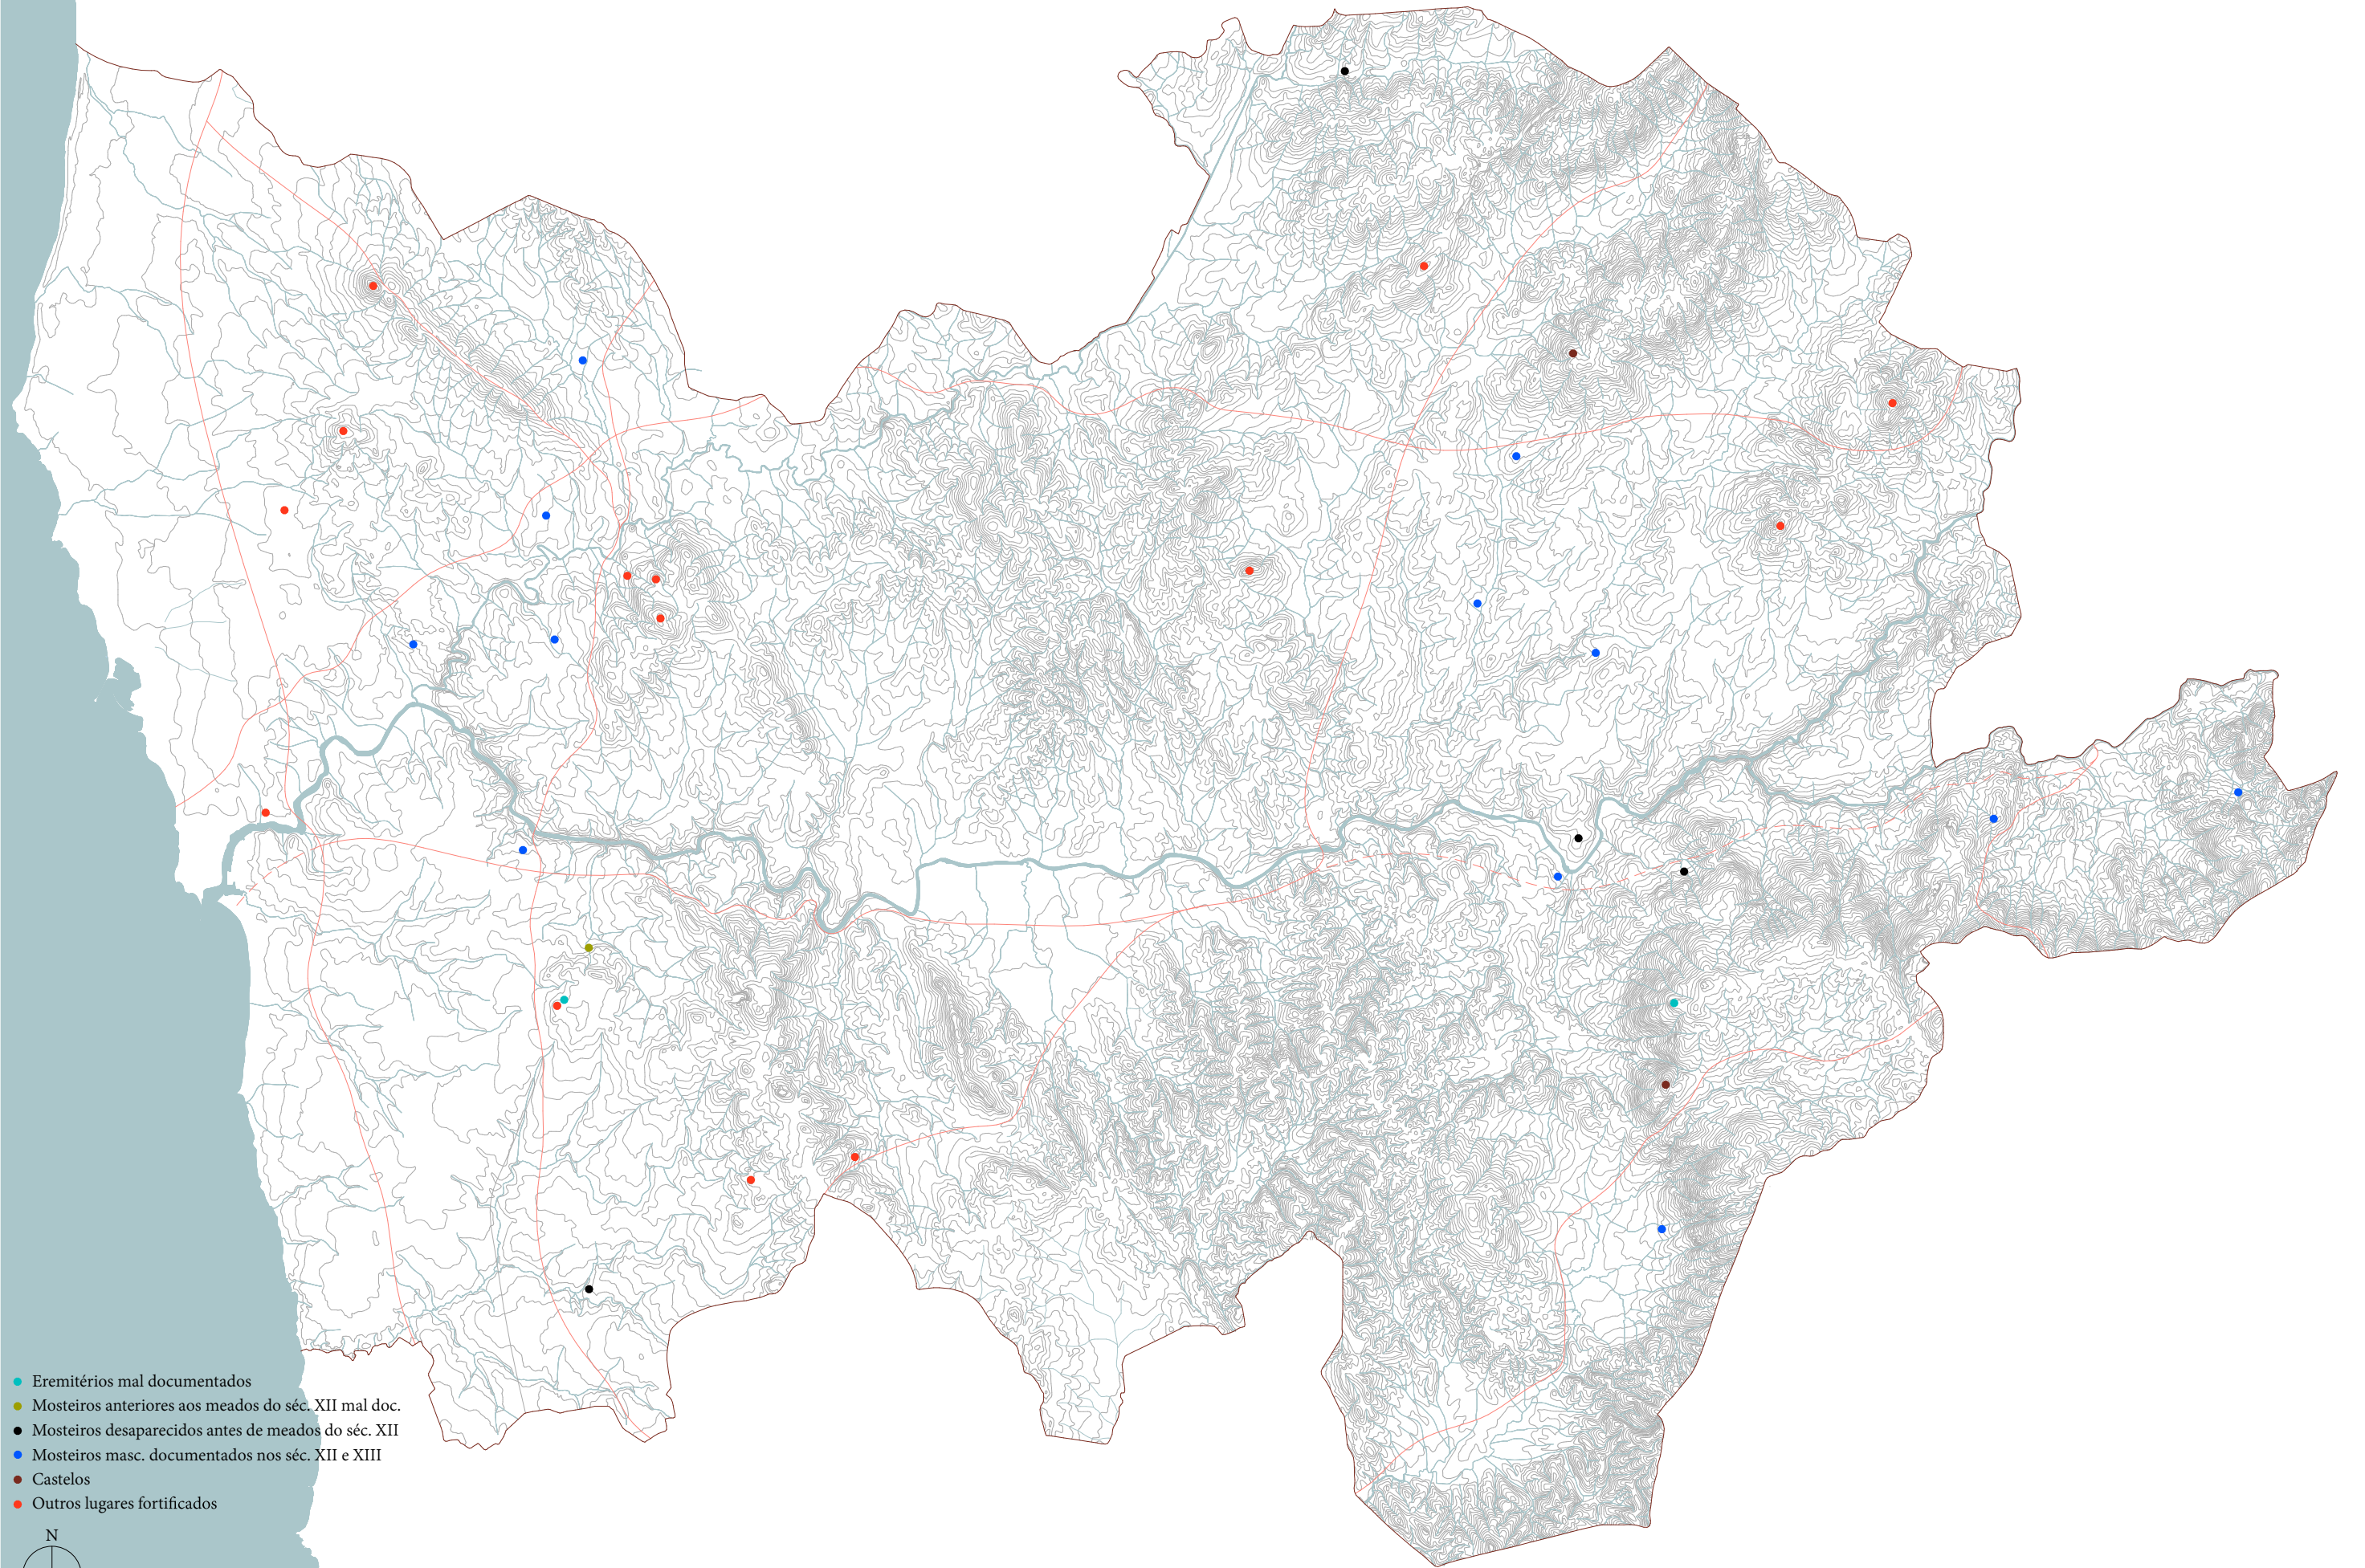 Eremitérios mal documentados
Mosteiros anteriores aos meados do séc. XII mal doc.
Mosteiros desaparecidos antes de meados do séc. XII
Mosteiros masc. documentados nos séc. XII e XIII
Castelos
Outros lugares fortificados
N